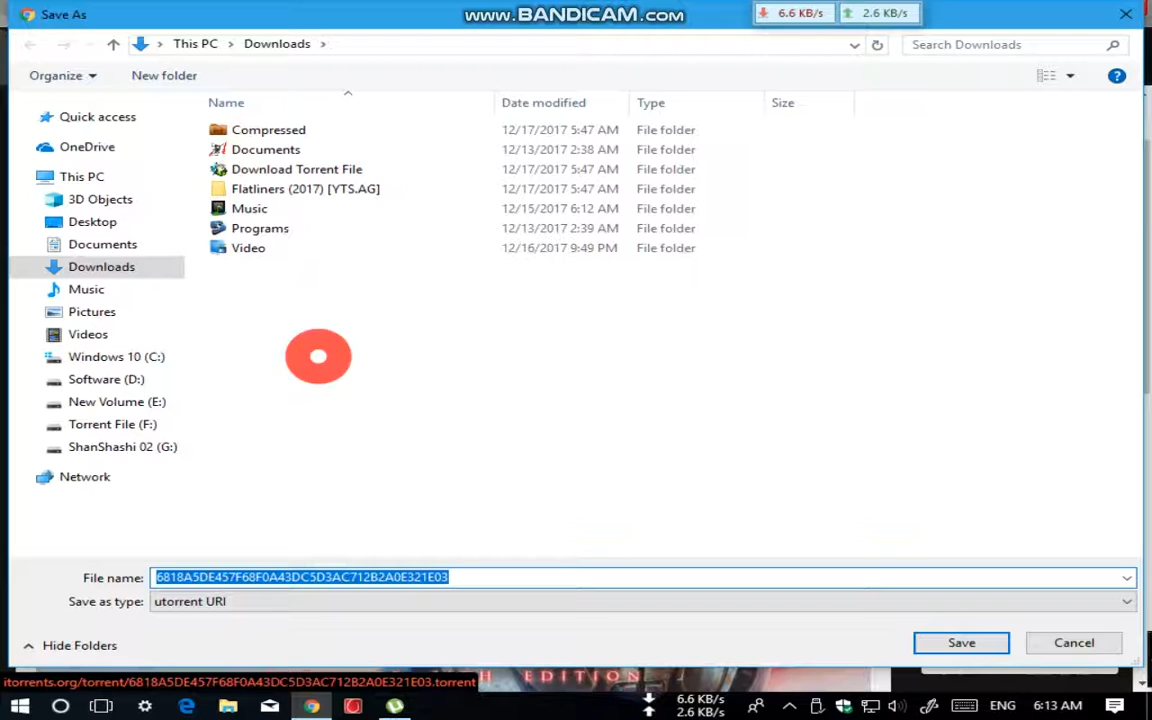 Save As
www.BANDICAM.com
6.6 KB/s
2.6 KB/s
This PC
Downloads
Search Downloads
Organize
New folder
Name
Date modified
Type
Size
Quick access
OneDrive
This PC
3D Objects
Desktop
Documents
Downloads
Music
Pictures
Videos
Windows 10 (C:)
Software (D:)
New Volume (E:)
Torrent File (F:)
ShanShashi 02 (G:)
Network
Compressed 12/17/2017 5:47 AM File folder
Documents 12/13/2017 2:38 AM File folder
Download Torrent File 12/17/2017 5:47 AM File folder
Flatliners (2017) [YTS.AG] 12/17/2017 5:47 AM File folder
Music 12/15/2017 6:12 AM File folder
Programs 12/13/2017 2:39 AM File folder
Video 12/16/2017 9:49 PM File folder
File name: 6818A5DE457F68F0A43DC5D3AC712B2A0E321E03
Save as type: utorrent URI
Hide Folders
Save
Cancel
itorrents.org/torrent/6818A5DE457F68F0A43DC5D3AC712B2A0E321E03.torrent
EDITION
6.6 KB/s
2.6 KB/s
ENG
6:13 AM